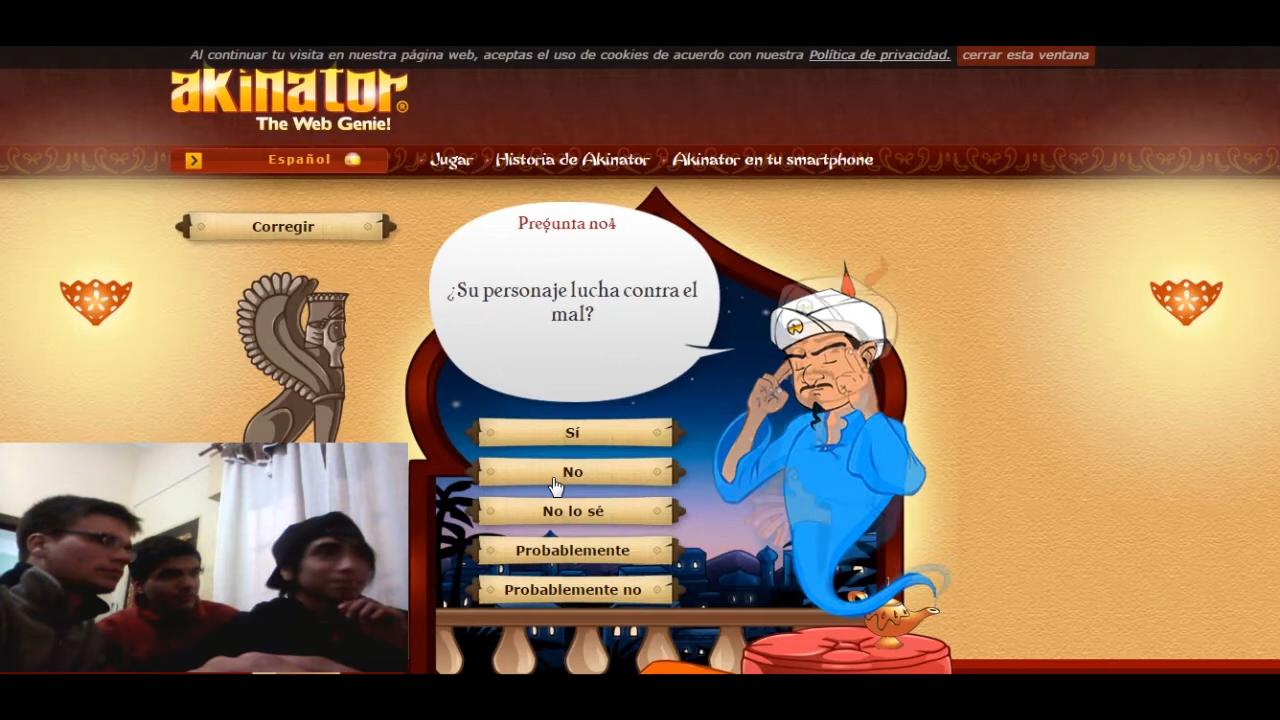 Al continuar tu visita en nuestra página web, aceptas el uso de cookies de acuerdo con nuestra Política de privacidad. cerrar esta ventana
akinator®
The Web Genie!
Español
Jugar
Historia de Akinator
Akinator en tu smartphone
Corregir
Pregunta no4
¿Su personaje lucha contra el
mal?
Sí
No
No lo sé
Probablemente
Probablemente no